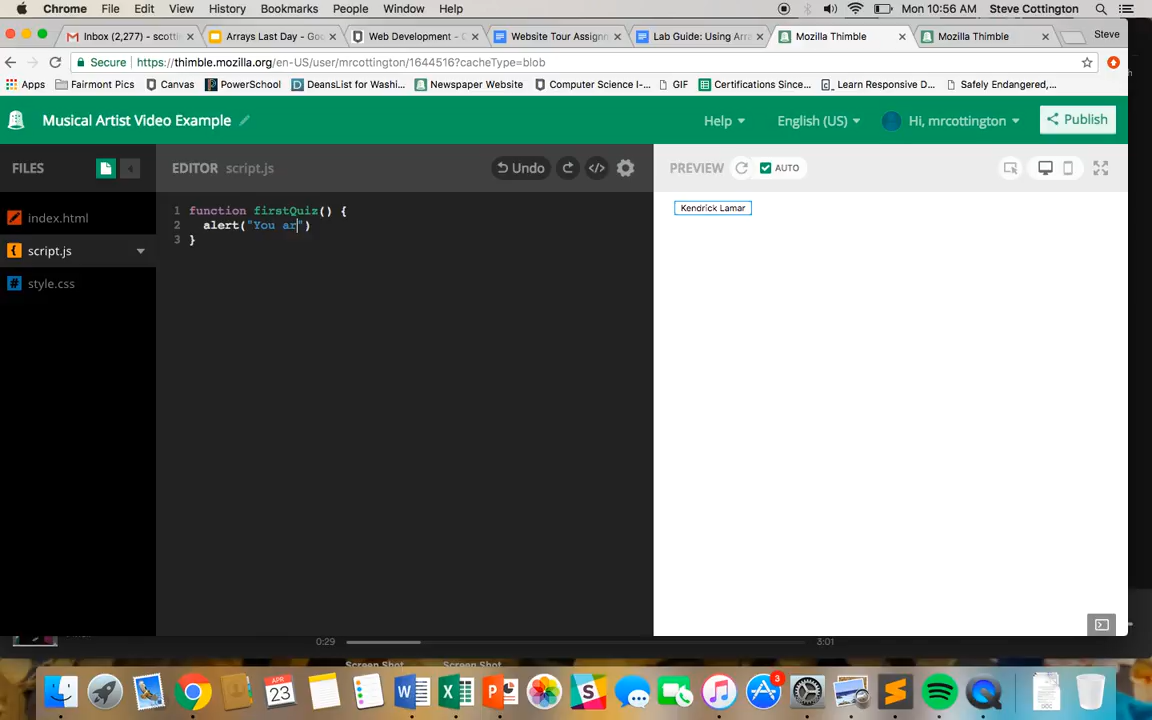 Chrome File Edit View History Bookmarks People Window Help Mon 10:56 AM Steve Cottington
Inbox (2,277) - scotti Arrays Last Day - Goo Web Development - E Website Tour Assignm Lab Guide: Using Arra Mozilla Thimble Mozilla Thimble Steve
Secure https://thimble.mozilla.org/en-US/user/mrcottington/1644516?cacheType=blob
Apps Fairmont Pics Canvas PowerSchool DeansList for Washi... Newspaper Website Computer Science I-... GIF Certifications Since... Learn Responsive D... Safely Endangered,...
Musical Artist Video Example Help English (US) Hi, mrcottington Publish
FILES EDITOR script.js Undo </> PREVIEW AUTO
index.html
script.js
style.css
1 function firstQuiz() {
2 alert("You ar")
3 }
Kendrick Lamar
0:29 3:01
Screen Shot Screen Shot
APR
23
3